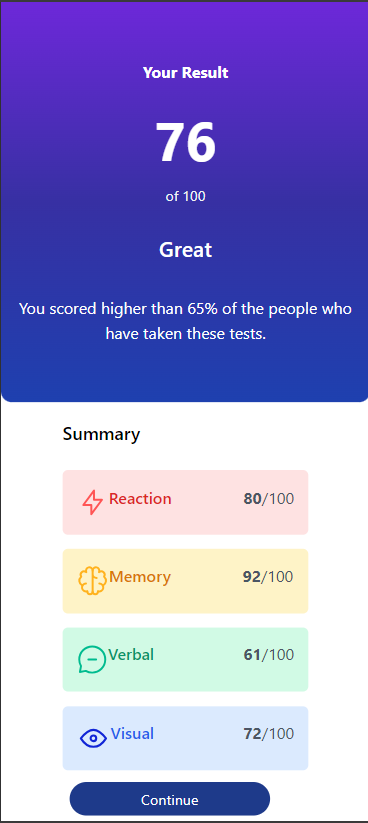 Your Result
76
of 100
Great
You scored higher than 65% of the people who
have taken these tests.
Summary
Reaction 80/100
Memory 92/100
Verbal 61/100
Visual 72/100
Continue